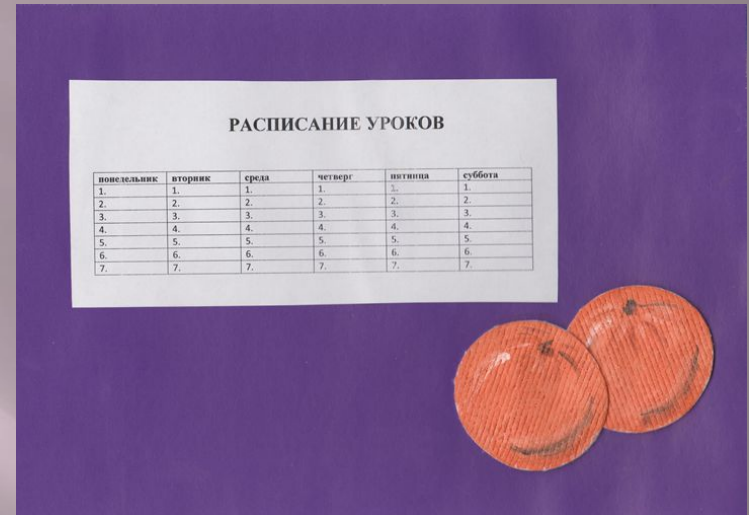 РАСПИСАНИЕ УРОКОВ
понедельник вторник среда четверг пятница суббота
1. 1. 1. 1. 1. 1.
2. 2. 2. 2. 2. 2.
3. 3. 3. 3. 3. 3.
4. 4. 4. 4. 4. 4.
5. 5. 5. 5. 5. 5.
6. 6. 6. 6. 6. 6.
7. 7. 7. 7. 7. 7.